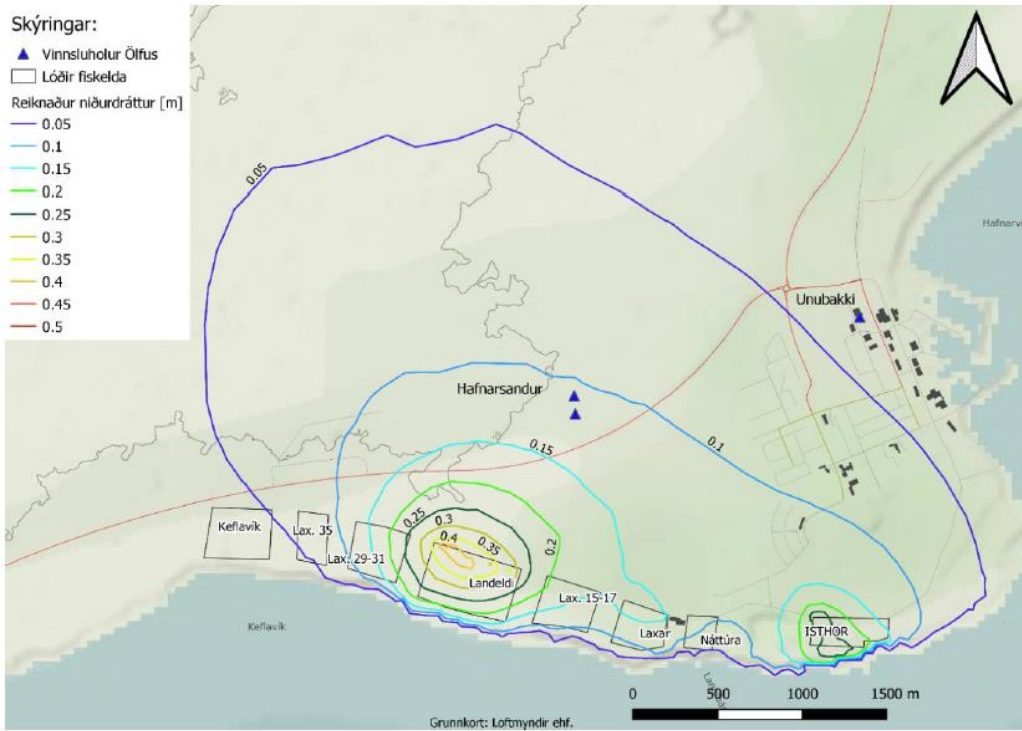 Skýringar:
Vinnsluholur Ölfus
Lóðir fiskelda
Reiknaður niðurdráttur [m]
0.05
0.1
0.15
0.2
0.25
0.3
0.35
0.4
0.45
0.5
0.05
Hafnarvi
Unubakki
Hafnarsandur
0.1
0.15
0.25
0.3
0.4
0.35
0.2
Keflavík
Lax. 35
Lax. 29-31
Landeldi
Lax. 15-17
Laxar
Náttúra
ISTHOR
Keflavík
0 500 1000 1500 m
Grunnkort: Loftmyndir ehf.